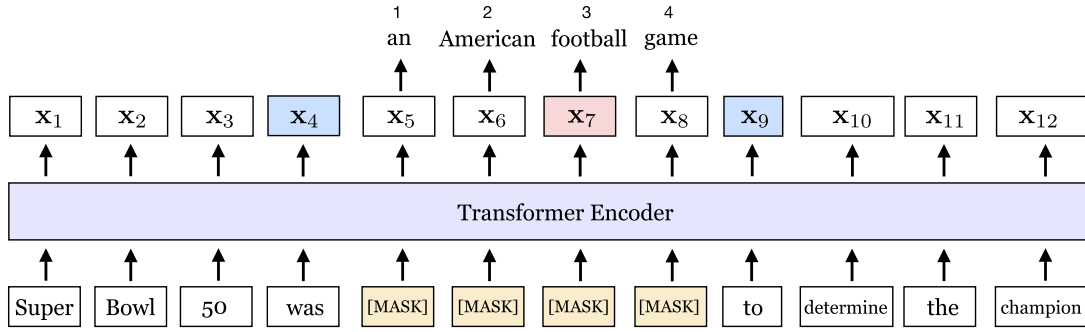 1 2 3 4
an American football game
x1 x2 x3 x4 x5 x6 x7 x8 x9 x10 x11 x12
Transformer Encoder
Super Bowl 50 was [MASK] [MASK] [MASK] [MASK] to determine the champion